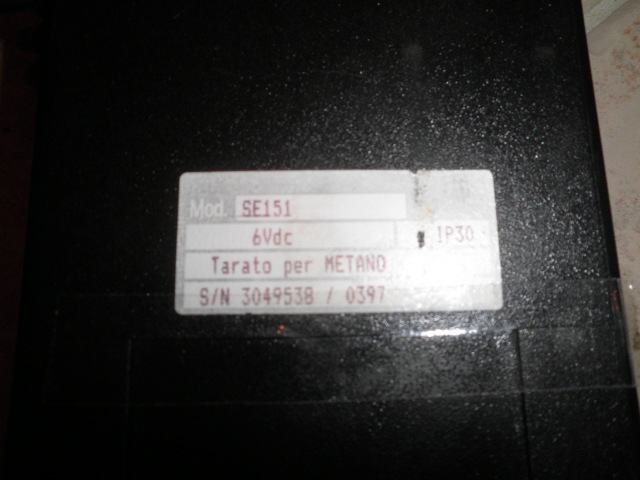 Mod. SE151
6Vdc IP30
Tarato per METANO
S/N 3049538 / 0397